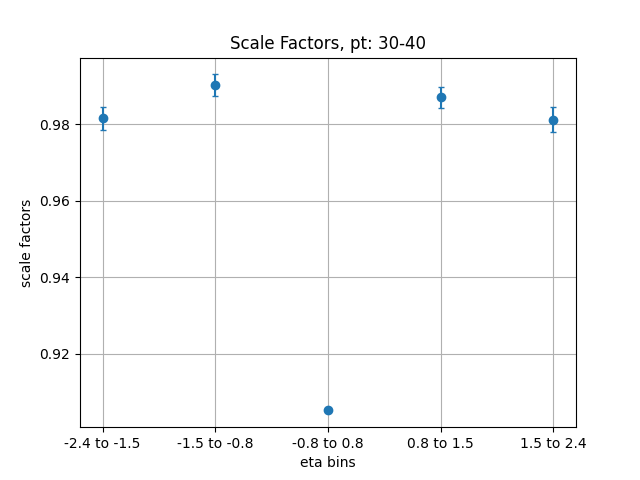 Scale Factors, pt: 30-40
scale factors
0.98
0.96
0.94
0.92
-2.4 to -1.5
-1.5 to -0.8
-0.8 to 0.8
0.8 to 1.5
1.5 to 2.4
eta bins